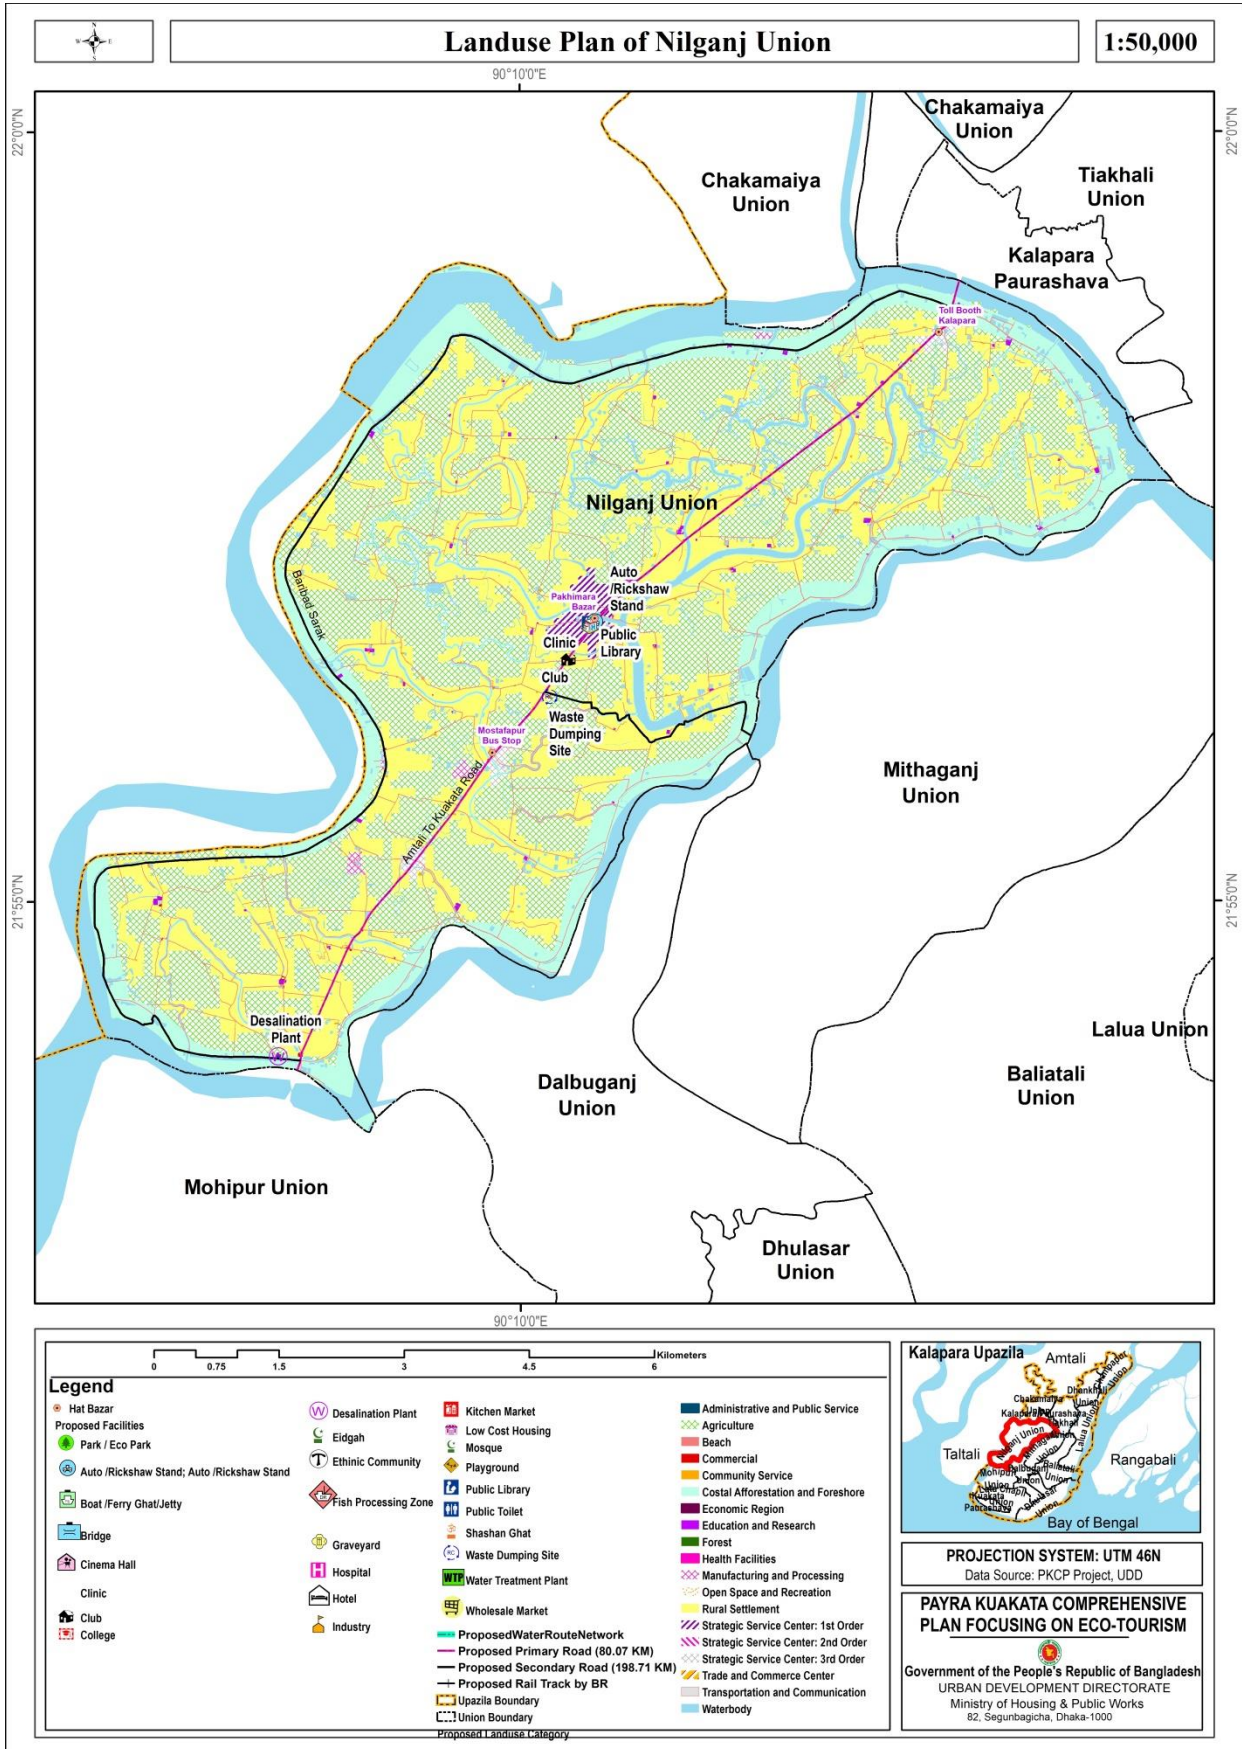 N
W E
S
Landuse Plan of Nilganj Union
1:50,000
90°10'0"E
22°0'0"N
22°0'0"N
Chakamaiya
Union
Chakamaiya
Union
Tiakhali
Union
Kalapara
Paurashava
Toll Booth
Kalapara
Nilganj Union
Auto
/Rickshaw
Stand
Pakhimara
Bazar
Public
Library
Clinic
Club
Baribad Sarak
Waste
Dumping
Site
Mostafapur
Bus Stop
Amtali To Kuakata Road
Mithaganj
Union
21°55'0"N
21°55'0"N
Desalination
Plant
Lalua Union
Dalbuganj
Union
Baliatali
Union
Mohipur Union
Dhulasar
Union
90°10'0"E
0 0.75 1.5 3 4.5 6
Kilometers
Legend
Hat Bazar
Proposed Facilities
Park / Eco Park
Auto /Rickshaw Stand; Auto /Rickshaw Stand
Boat /Ferry Ghat/Jetty
Bridge
Cinema Hall
Clinic
Club
College
Desalination Plant
Eidgah
Ethinic Community
Fish Processing Zone
Graveyard
Hospital
Hotel
Industry
Kitchen Market
Low Cost Housing
Mosque
Playground
Public Library
Public Toilet
Shashan Ghat
Waste Dumping Site
WTP Water Treatment Plant
Wholesale Market
ProposedWaterRouteNetwork
Proposed Primary Road (80.07 KM)
Proposed Secondary Road (198.71 KM)
Proposed Rail Track by BR
Upazila Boundary
Union Boundary
Proposed Landuse Category
Administrative and Public Service
Agriculture
Beach
Commercial
Community Service
Costal Afforestation and Foreshore
Economic Region
Education and Research
Forest
Health Facilities
Manufacturing and Processing
Open Space and Recreation
Rural Settlement
Strategic Service Center: 1st Order
Strategic Service Center: 2nd Order
Strategic Service Center: 3rd Order
Trade and Commerce Center
Transportation and Communication
Waterbody
Kalapara Upazila
Amtali
Taltali
Nilganj Union
Lalua Union
Rangabali
Bay of Bengal
PROJECTION SYSTEM: UTM 46N
Data Source: PKCP Project, UDD
PAYRA KUAKATA COMPREHENSIVE
PLAN FOCUSING ON ECO-TOURISM
Government of the People's Republic of Bangladesh
URBAN DEVELOPMENT DIRECTORATE
Ministry of Housing & Public Works
82, Segunbagicha, Dhaka-1000